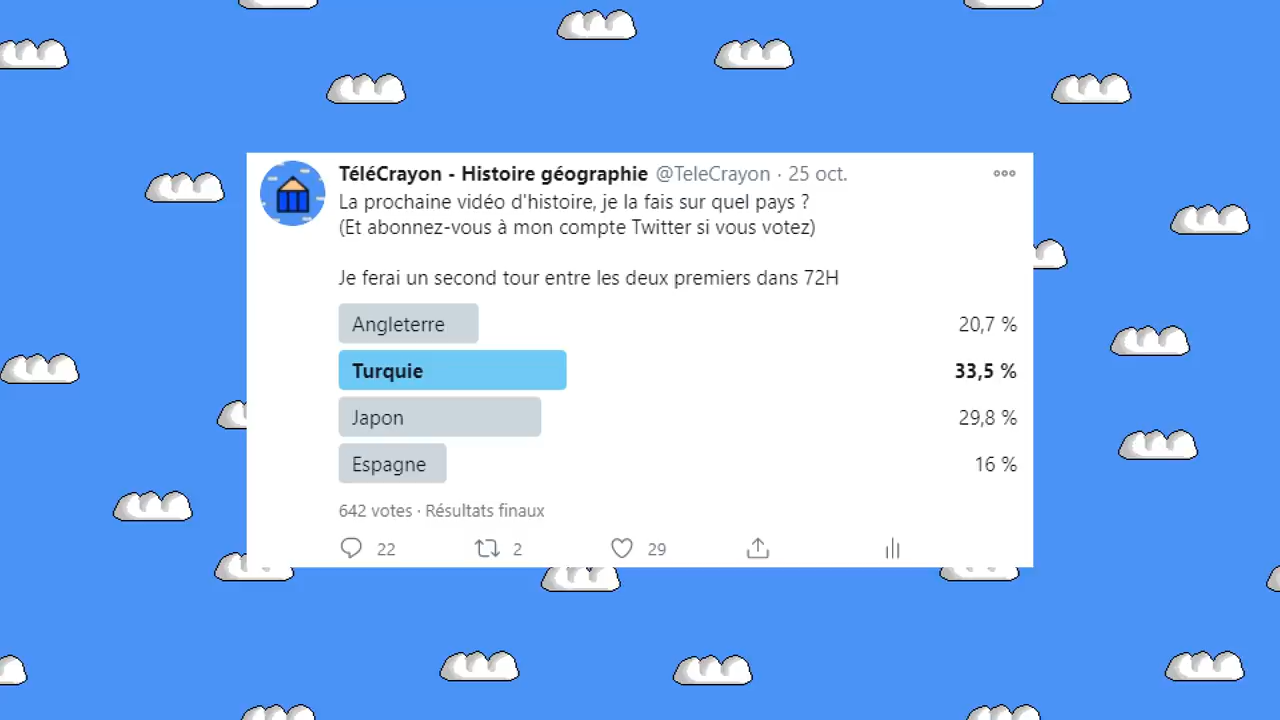 TéléCrayon - Histoire géographie @TeleCrayon · 25 oct.
La prochaine vidéo d'histoire, je la fais sur quel pays ?
(Et abonnez-vous à mon compte Twitter si vous votez)
Je ferai un second tour entre les deux premiers dans 72H
Angleterre 20,7 %
Turquie 33,5 %
Japon 29,8 %
Espagne 16 %
642 votes · Résultats finaux
22 2 29